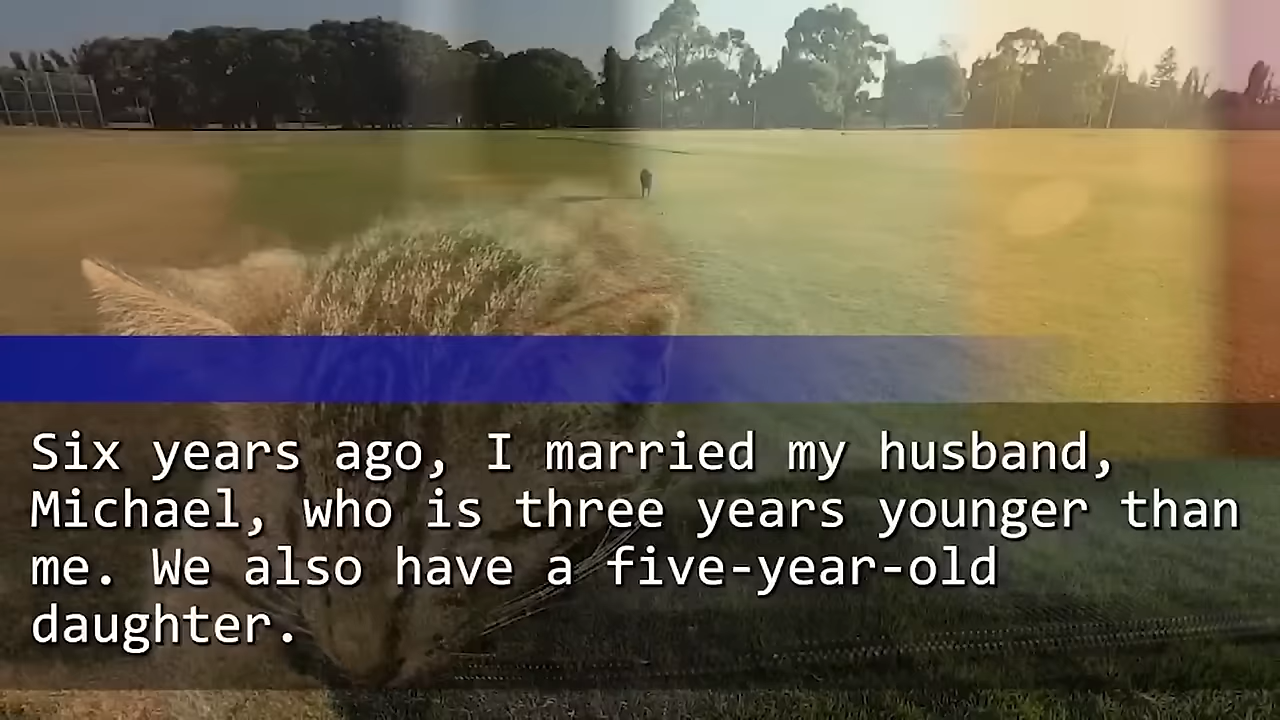 Six years ago, I married my husband,
Michael, who is three years younger than
me. We also have a five-year-old
daughter.